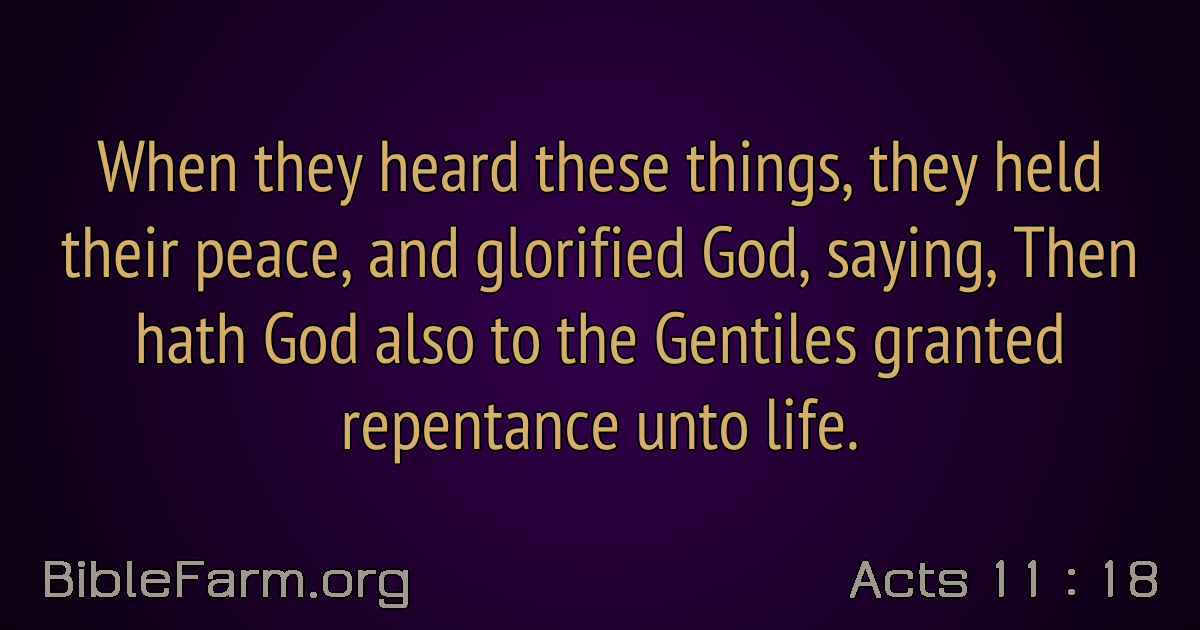 When they heard these things, they held
their peace, and glorified God, saying, Then
hath God also to the Gentiles granted
repentance unto life.
BibleFarm.org
Acts 11 : 18